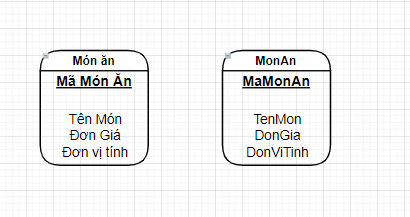 Món ăn
Mã Món Ăn
Tên Món
Đơn Giá
Đơn vị tính
MonAn
MaMonAn
TenMon
DonGia
DonViTinh